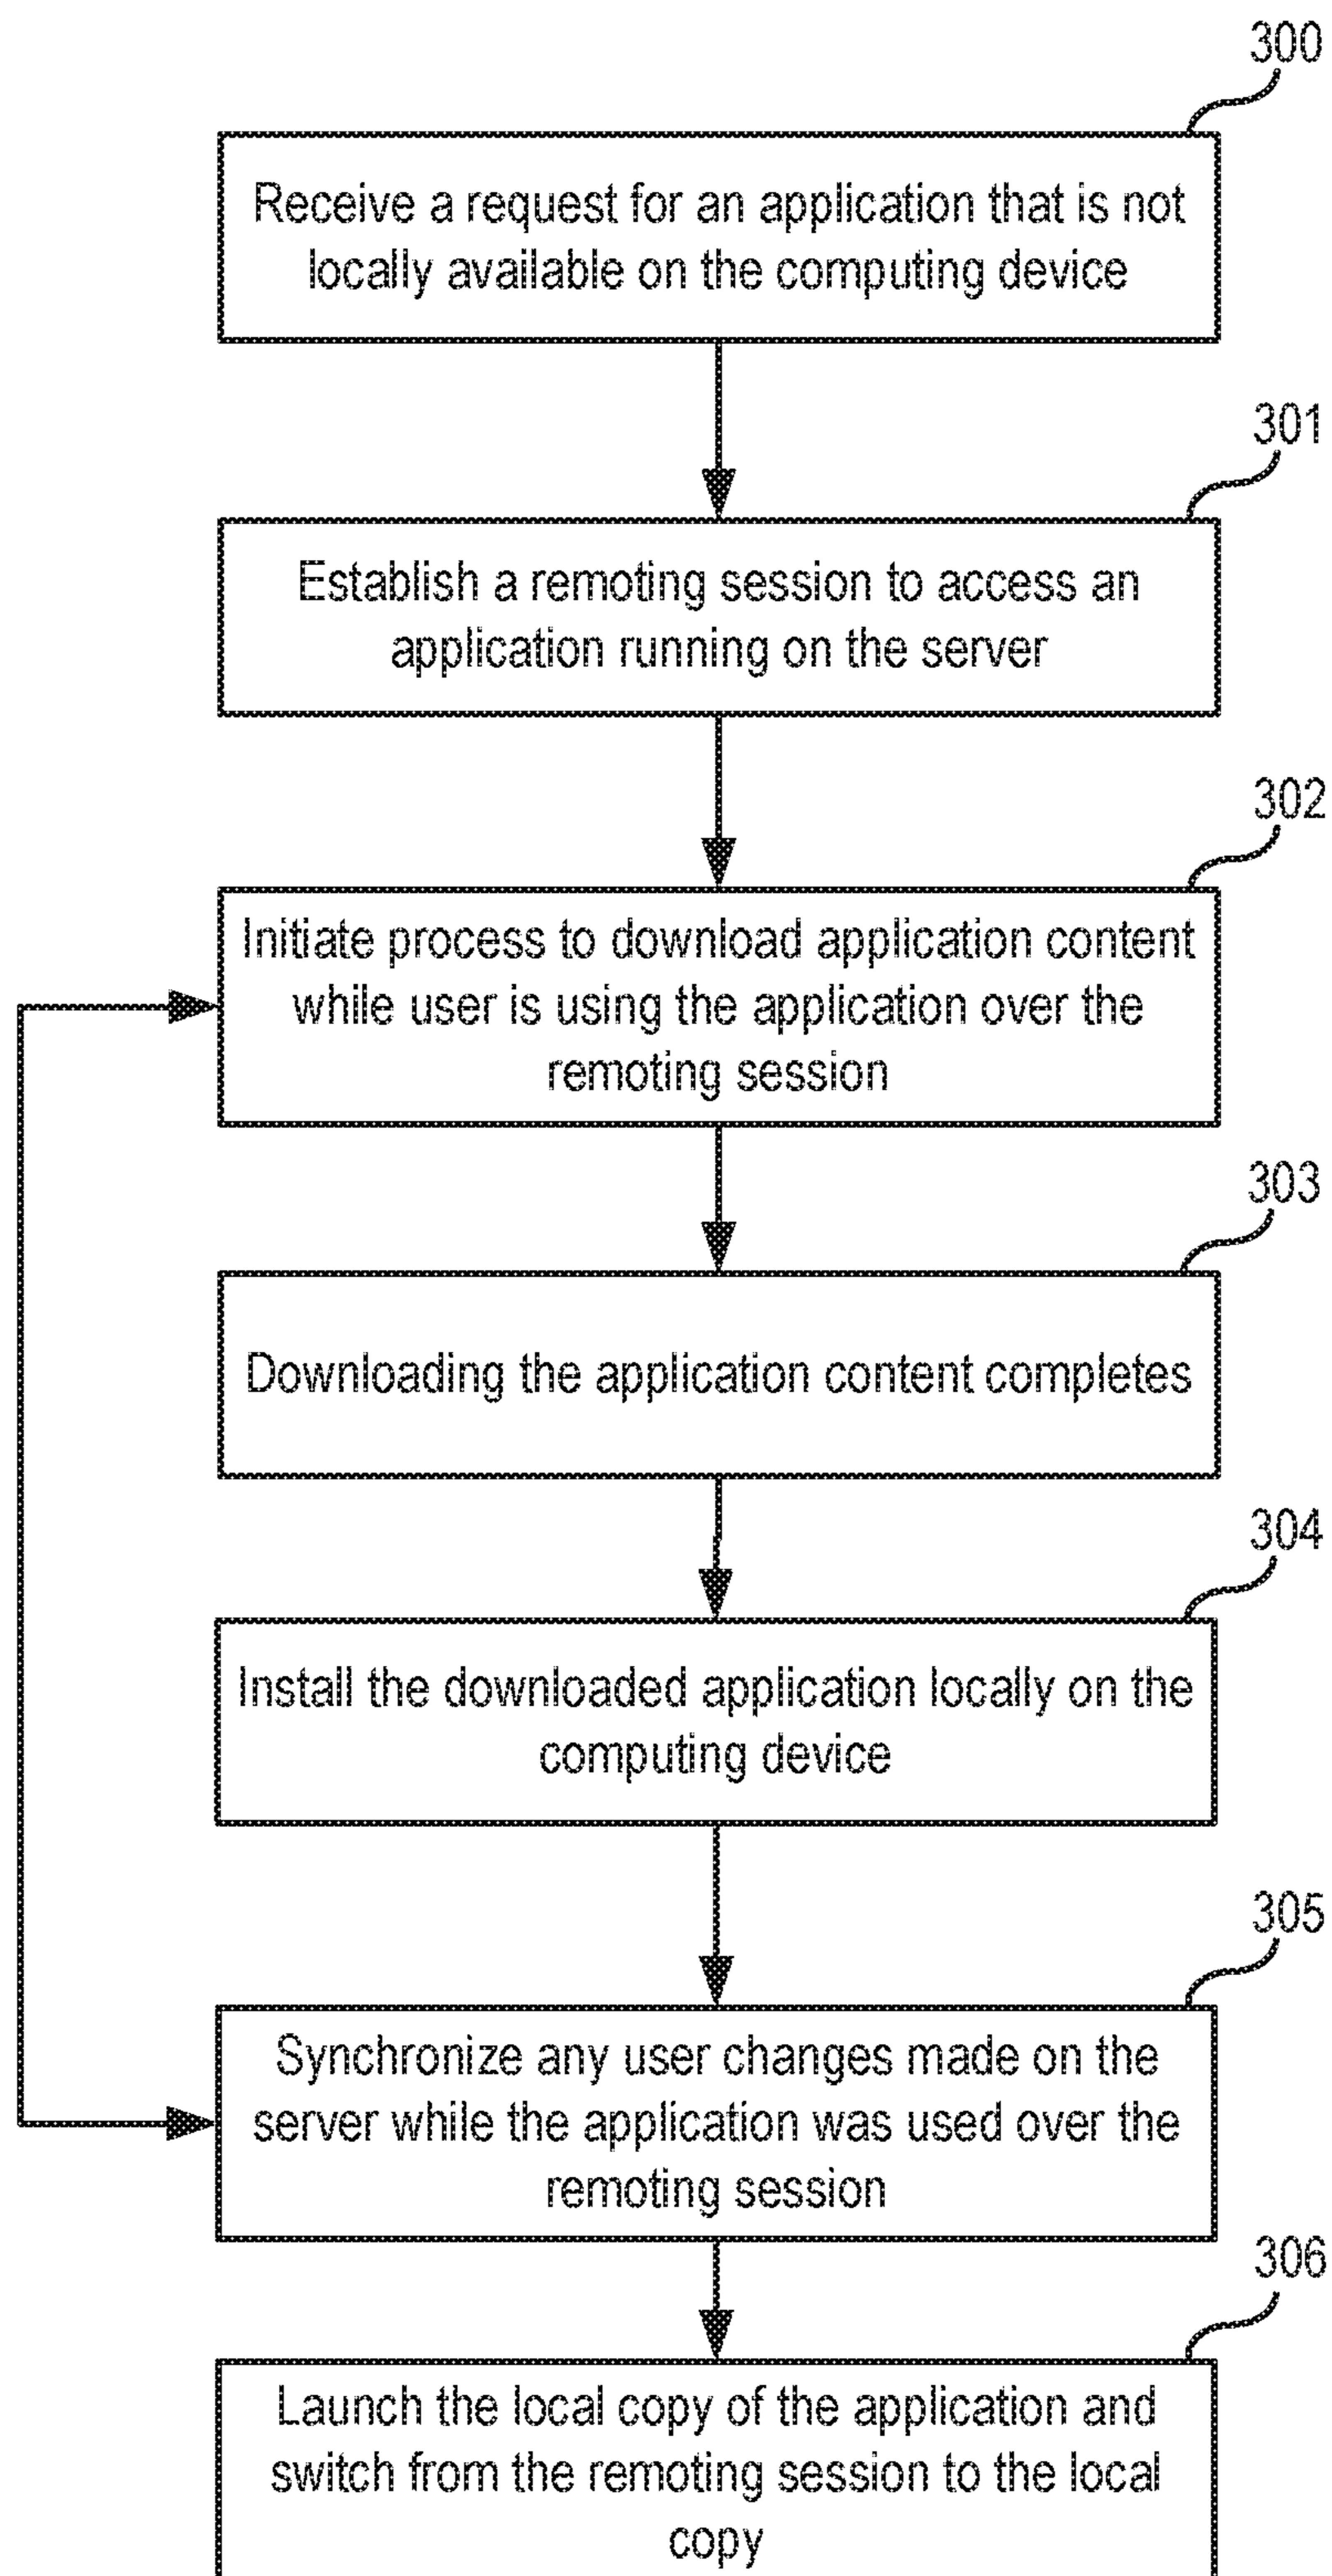 300
Receive a request for an application that is not
locally available on the computing device
301
Establish a remoting session to access an
application running on the server
302
Initiate process to download application content
while user is using the application over the
remoting session
303
Downloading the application content completes
304
Install the downloaded application locally on the
computing device
305
Synchronize any user changes made on the
server while the application was used over the
remoting session
306
Launch the local copy of the application and
switch from the remoting session to the local
copy